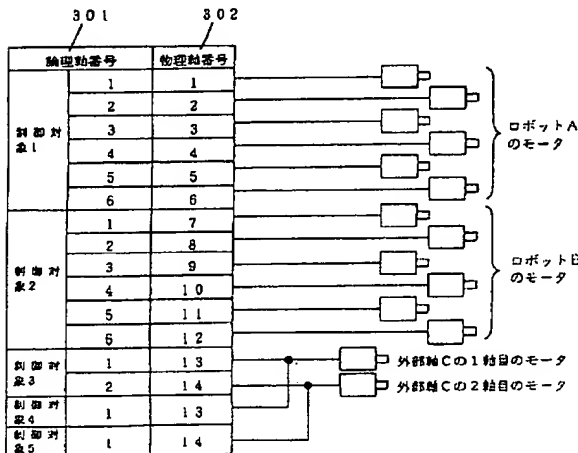 301 302
論理軸番号 物理軸番号
制御対象1 1 1
2 2
3 3
4 4
5 5
6 6
ロボットA
のモータ
制御対象2 1 7
2 8
3 9
4 10
5 11
6 12
ロボットB
のモータ
制御対象3 1 13 外部軸Cの1軸目のモータ
2 14 外部軸Cの2軸目のモータ
制御対象4 1 13
制御対象5 1 14